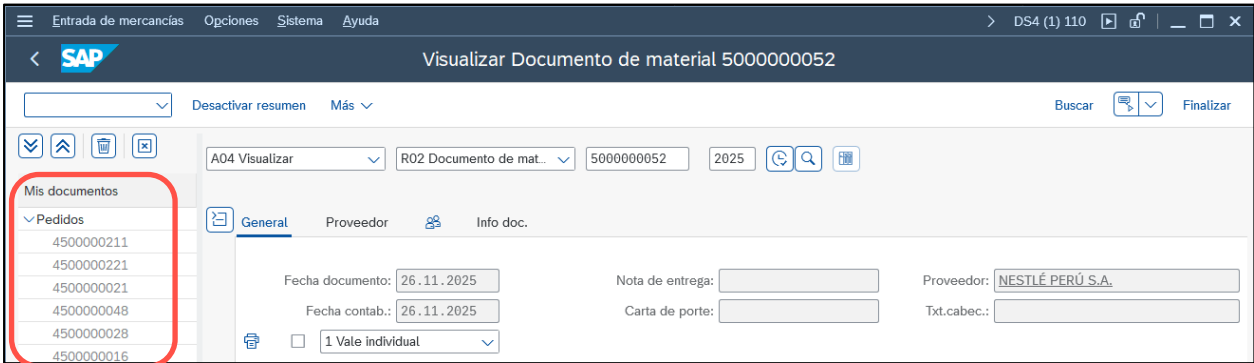 Entrada de mercancías Opciones Sistema Ayuda DS4 (1) 110
SAP Visualizar Documento de material 5000000052
Desactivar resumen Más Buscar Finalizar
A04 Visualizar R02 Documento de mat.. 5000000052 2025
Mis documentos
Pedidos
4500000211
4500000221
4500000021
4500000048
4500000028
4500000016
General Proveedor Info doc.
Fecha documento: 26.11.2025 Nota de entrega: Proveedor: NESTLÉ PERÚ S.A.
Fecha contab.: 26.11.2025 Carta de porte: Txt.cabec.:
1 Vale individual